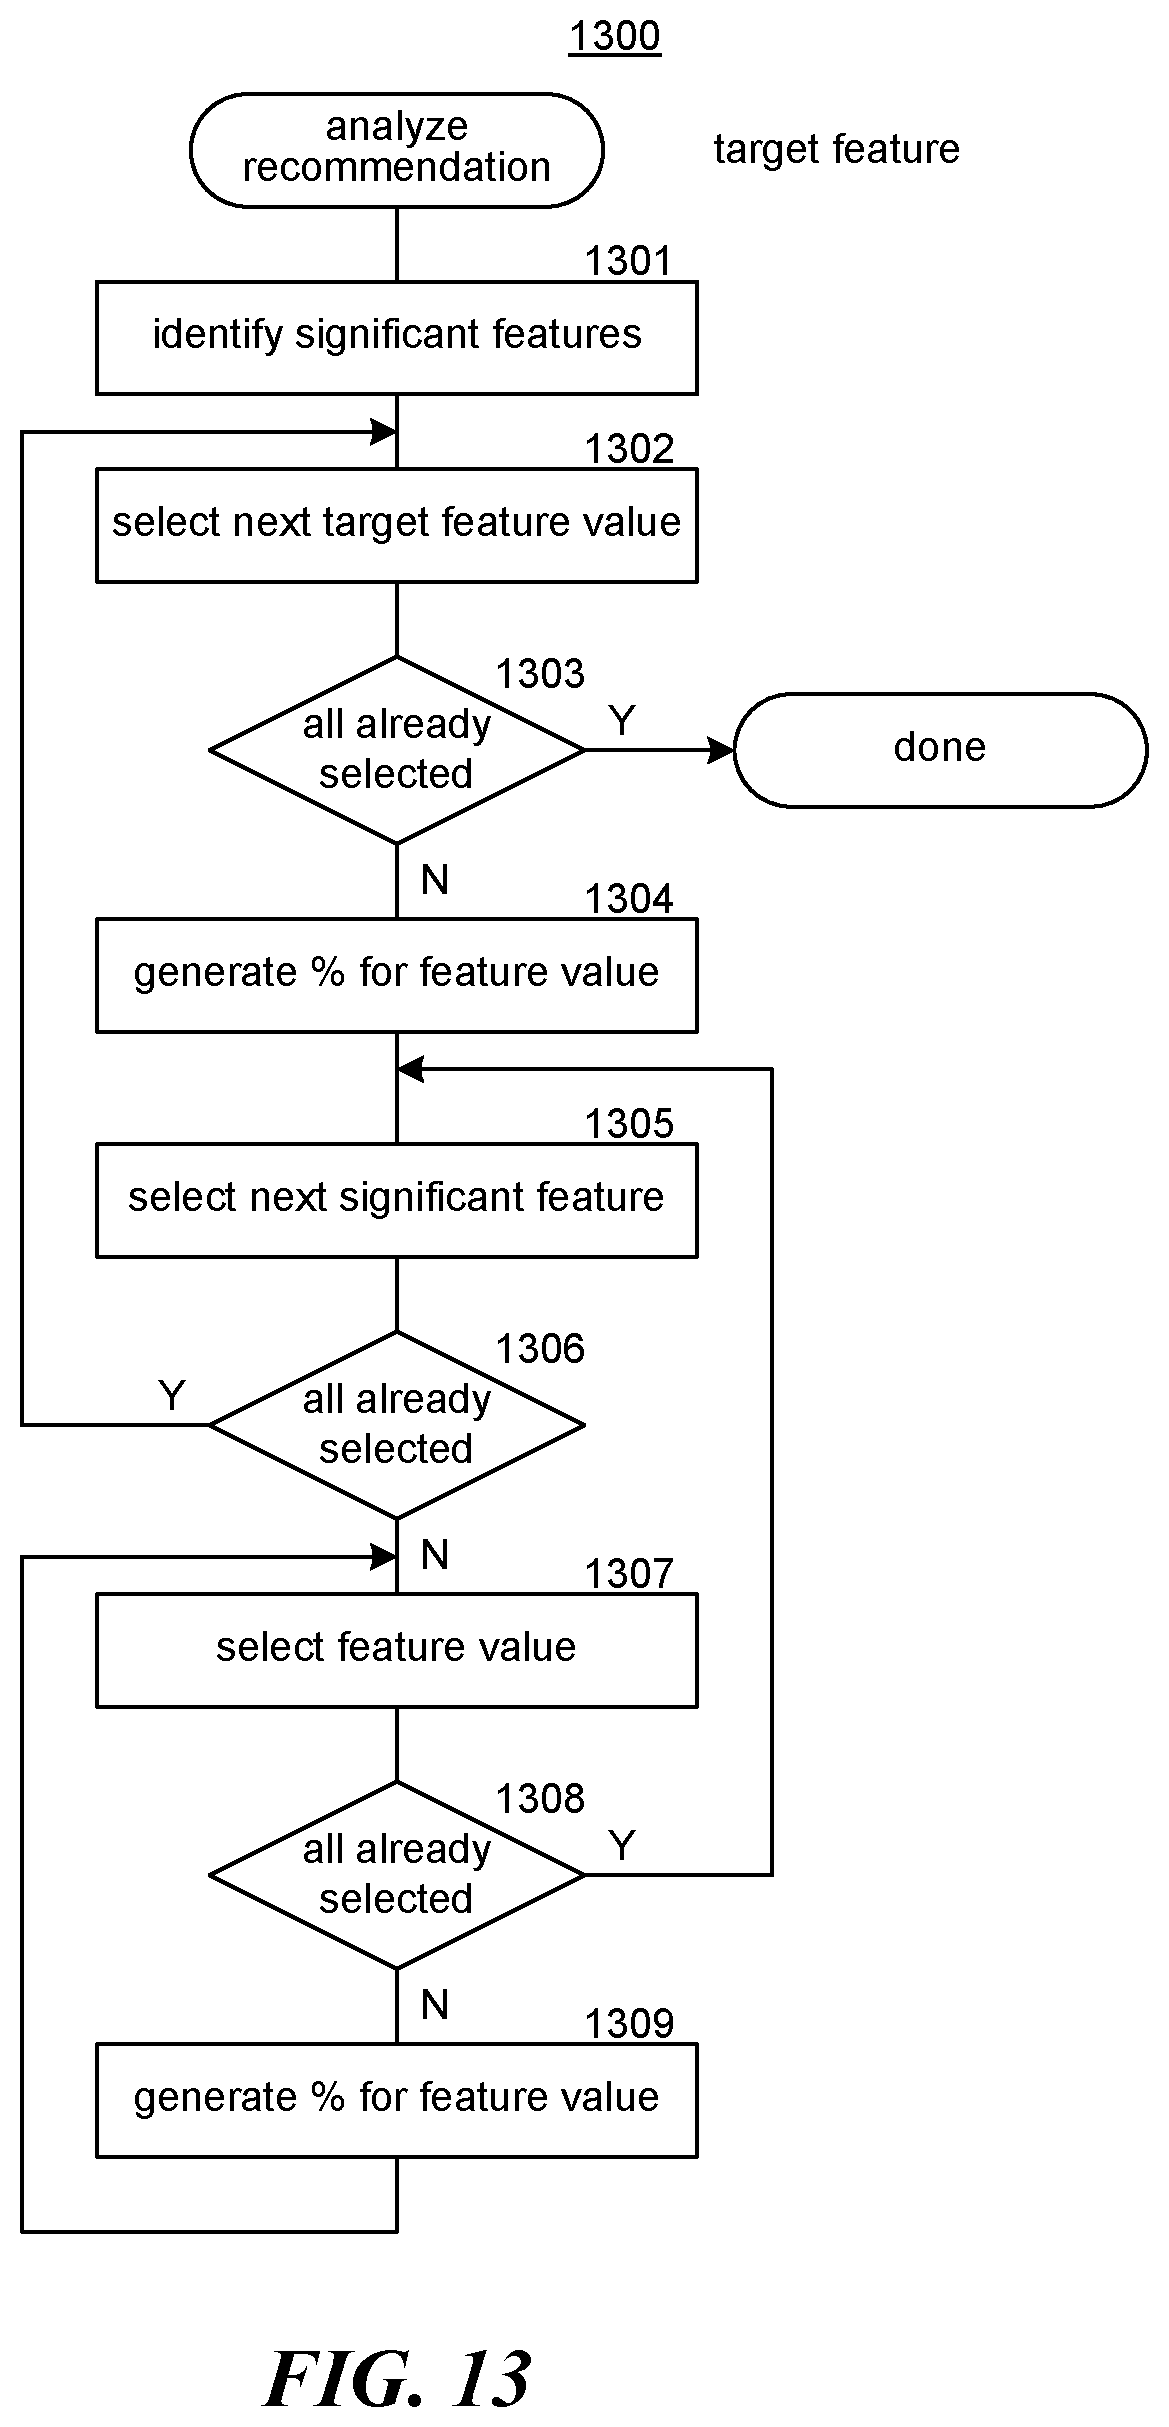 1300
analyze
recommendation
target feature
1301
identify significant features
1302
select next target feature value
1303
all already
selected
Y
done
N
1304
generate % for feature value
1305
select next significant feature
1306
all already
selected
Y
N
1307
select feature value
1308
all already
selected
Y
N
1309
generate % for feature value
FIG. 13